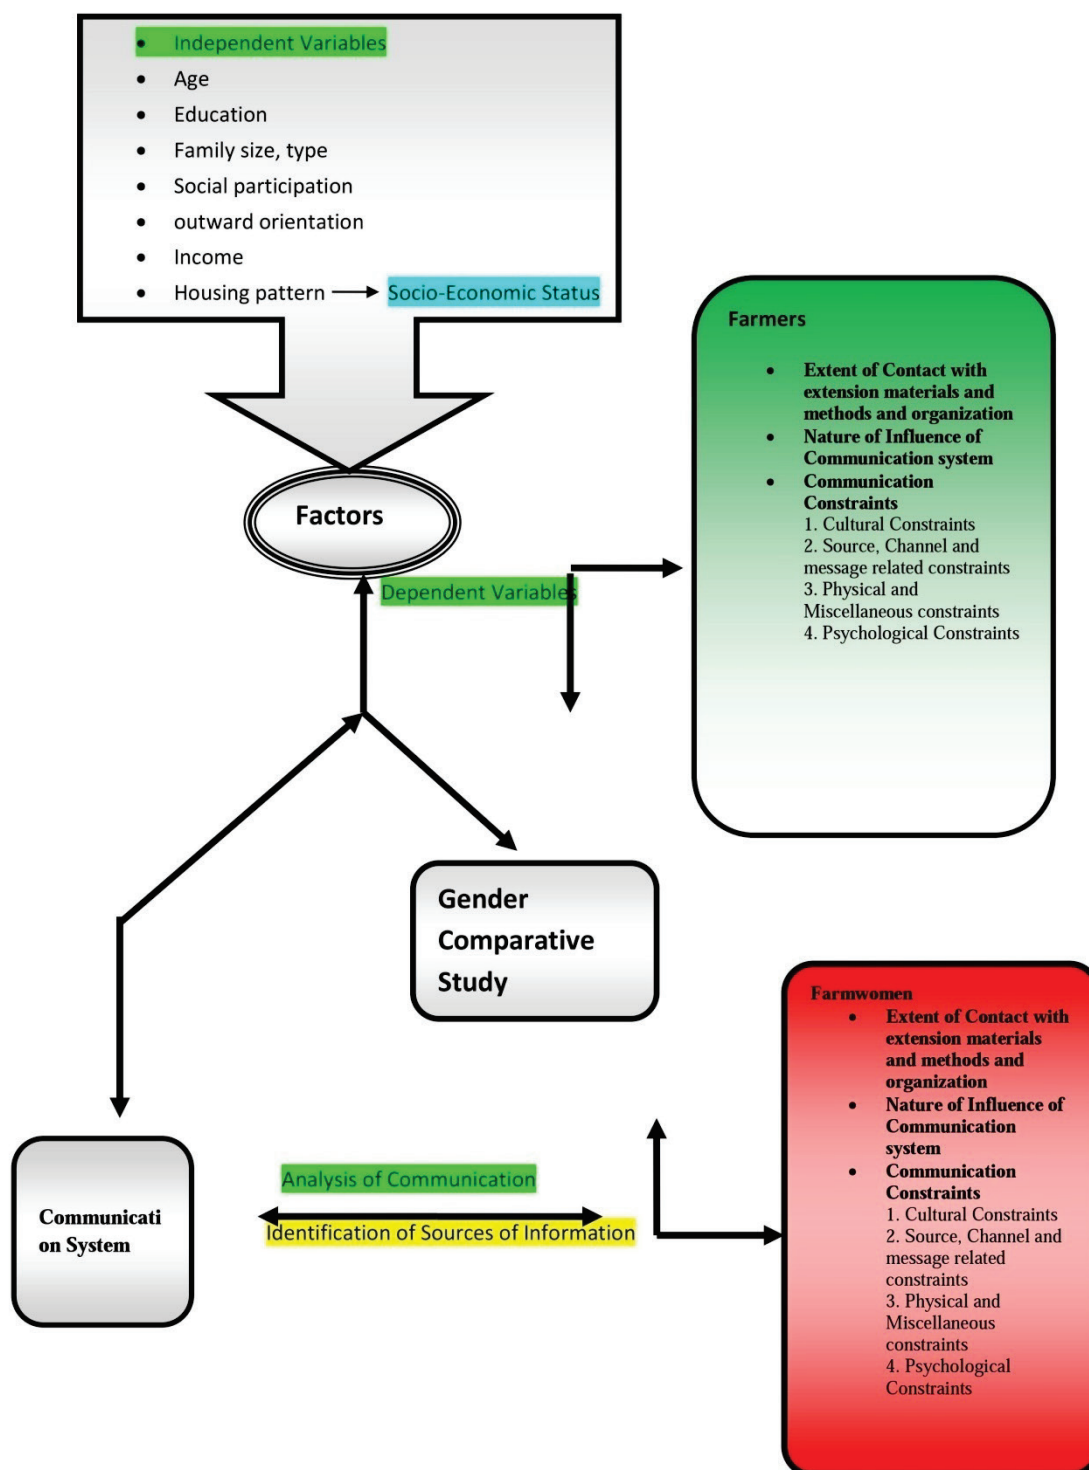 • Independent Variables
• Age
• Education
• Family size, type
• Social participation
• outward orientation
• Income
• Housing pattern
Socio-Economic Status
Factors
Dependent Variables
Farmers
• Extent of Contact with
extension materials and
methods and organization
• Nature of Influence of
Communication system
• Communication
Constraints
1. Cultural Constraints
2. Source, Channel and
message related constraints
3. Physical and
Miscellaneous constraints
4. Psychological Constraints
Gender
Comparative
Study
Farmwomen
• Extent of Contact with
extension materials
and methods and
organization
• Nature of Influence of
Communication
system
• Communication
Constraints
1. Cultural Constraints
2. Source, Channel and
message related
constraints
3. Physical and
Miscellaneous
constraints
4. Psychological
Constraints
Communicati
on System
Analysis of Communication
Identification of Sources of Information